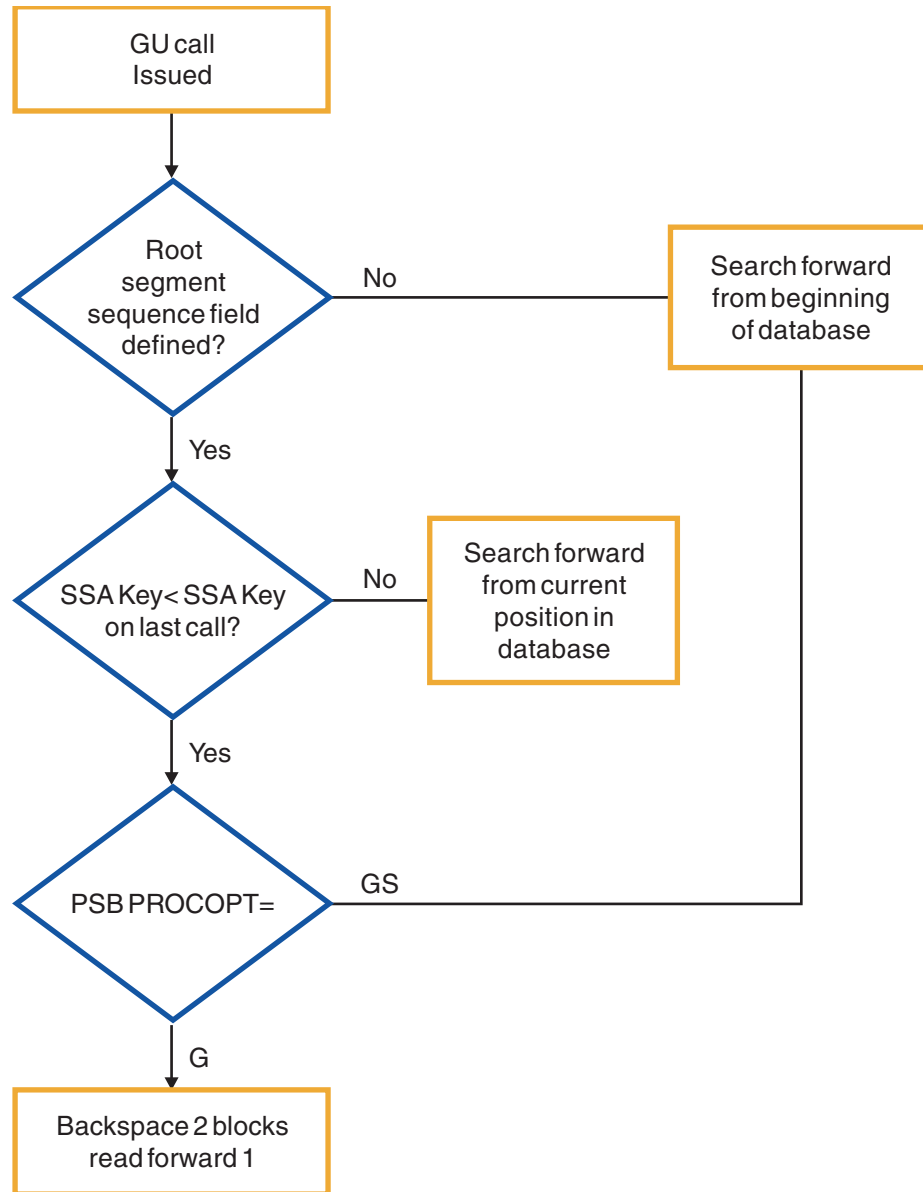 GU call
Issued
Root
segment
sequence field
defined?
No
Search forward
from beginning
of database
Yes
SSA Key< SSA Key
on last call?
No
Search forward
from current
position in
database
Yes
PSB PROCOPT=
GS
G
Backspace 2 blocks
read forward 1